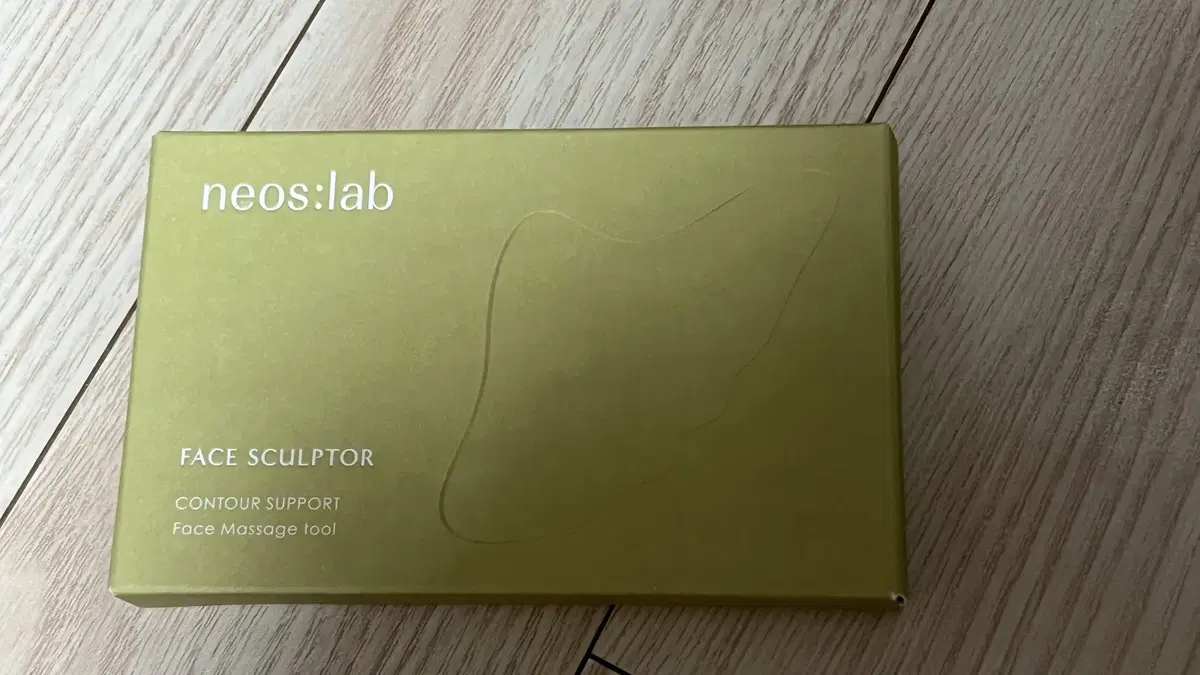 neos:lab
FACE SCULPTOR
CONTOUR SUPPORT
Face Massage tool